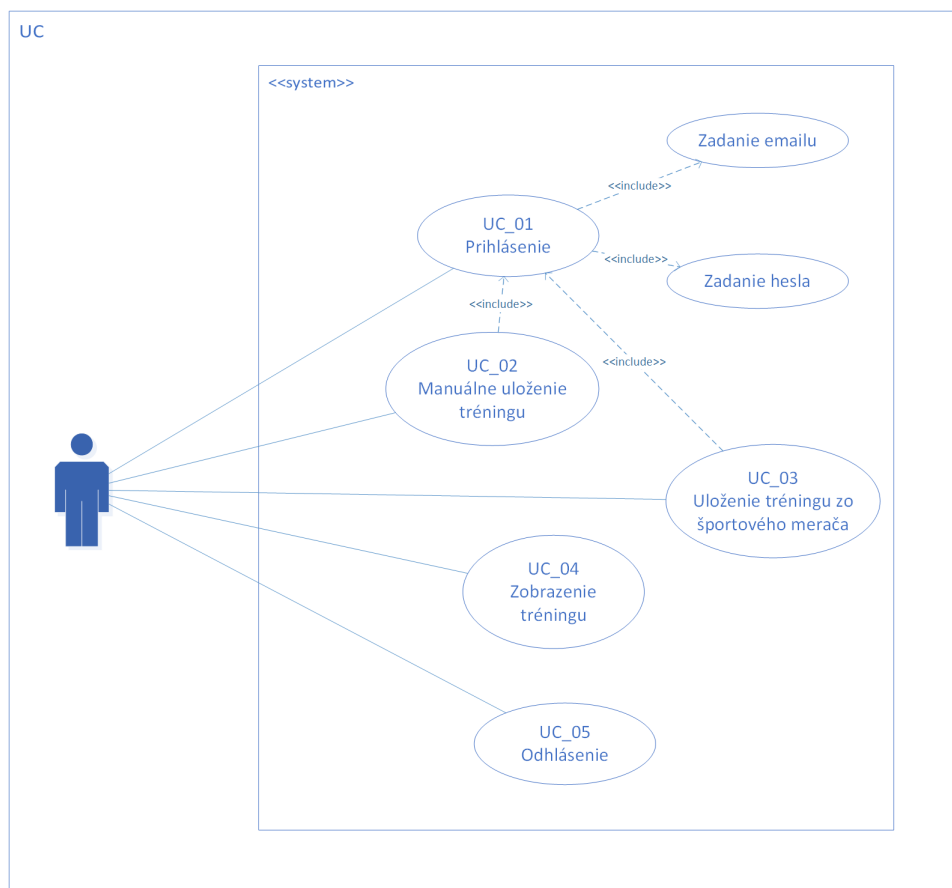 UC
<<system>>
Zadanie emailu
<<include>>
UC_01
Prihlásenie
<<include>>
Zadanie hesla
<<include>>
<<include>>
UC_02
Manuálne uloženie
tréningu
UC_03
Uloženie tréningu zo
športového merača
UC_04
Zobrazenie
tréningu
UC_05
Odhlásenie